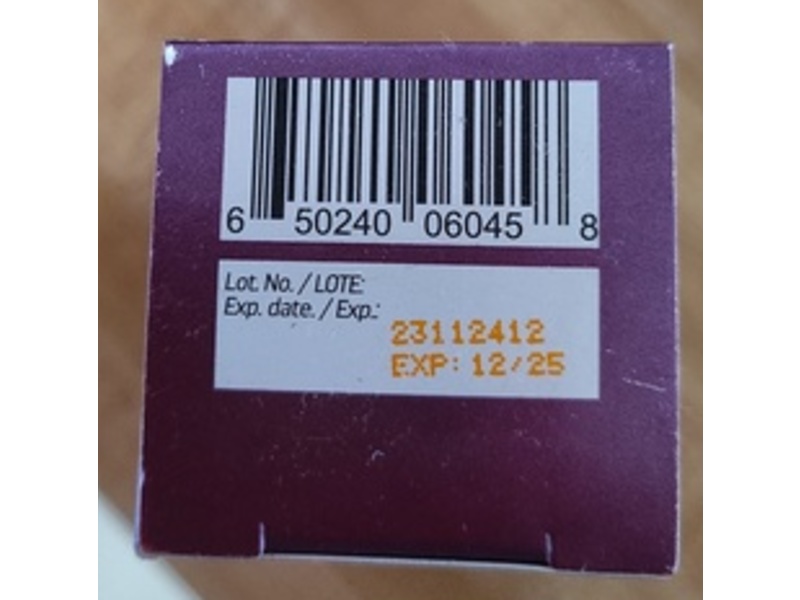 6 50240 06045 8
Lot. No. / LOTE:
Exp. date. / Exp.:
23112412
EXP: 12/25